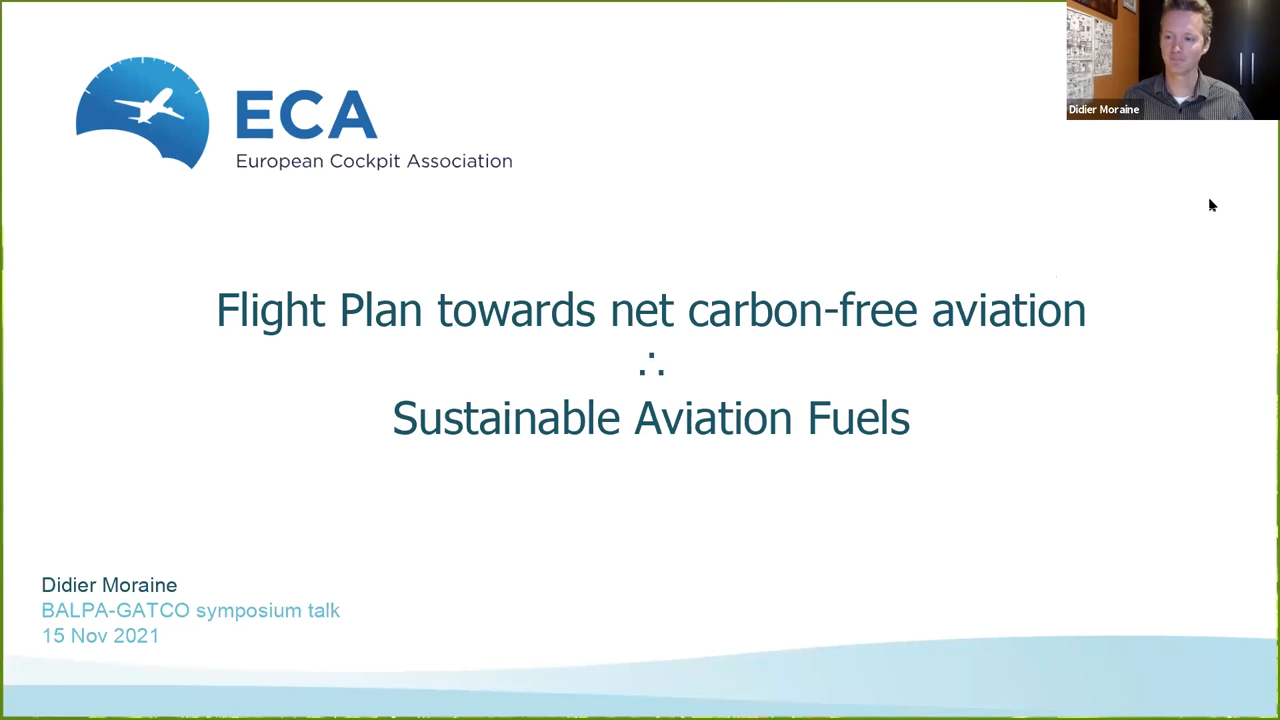 ECA
European Cockpit Association
Didier Moraine
Flight Plan towards net carbon-free aviation
∴
Sustainable Aviation Fuels
Didier Moraine
BALPA-GATCO symposium talk
15 Nov 2021